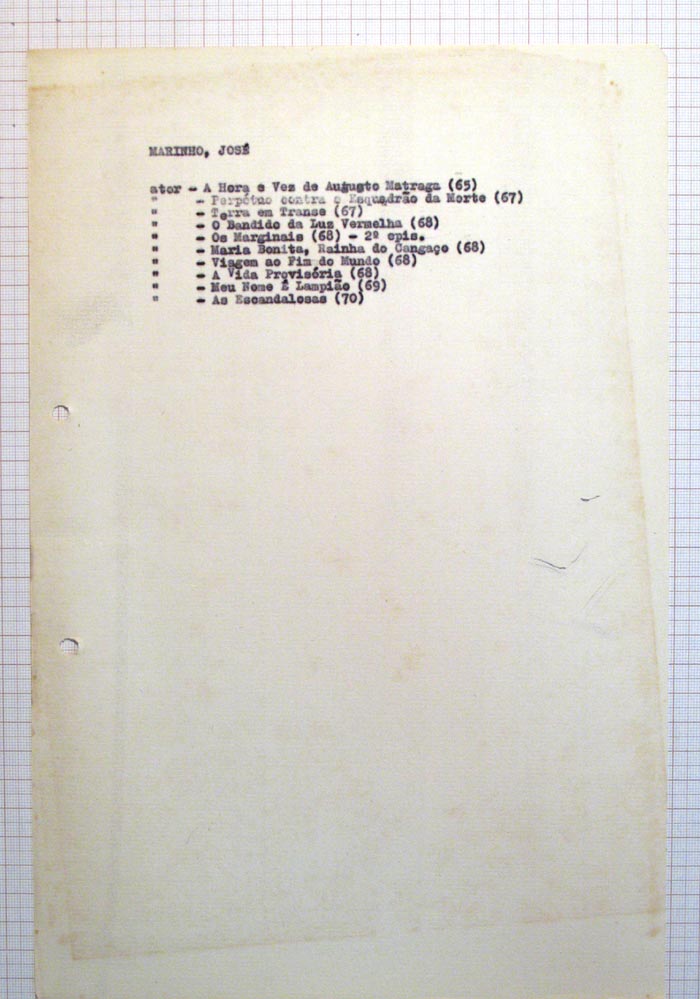 MARINHO, JOSÉ
ator - A Hora e Vez de Augusto Matraga (65)
" - Perpétuo contra o Esquadrão da Morte (67)
" - Terra em Transe (67)
" - O Bandido da Luz Vermelha (68)
" - Os Marginais (68) - 2º epis.
" - Maria Bonita, Rainha do Cangaço (68)
" - Viagem ao Fim do Mundo (68)
" - A Vida Provisória (68)
" - Meu Nome É Lampião (69)
" - As Escandalosas (70)